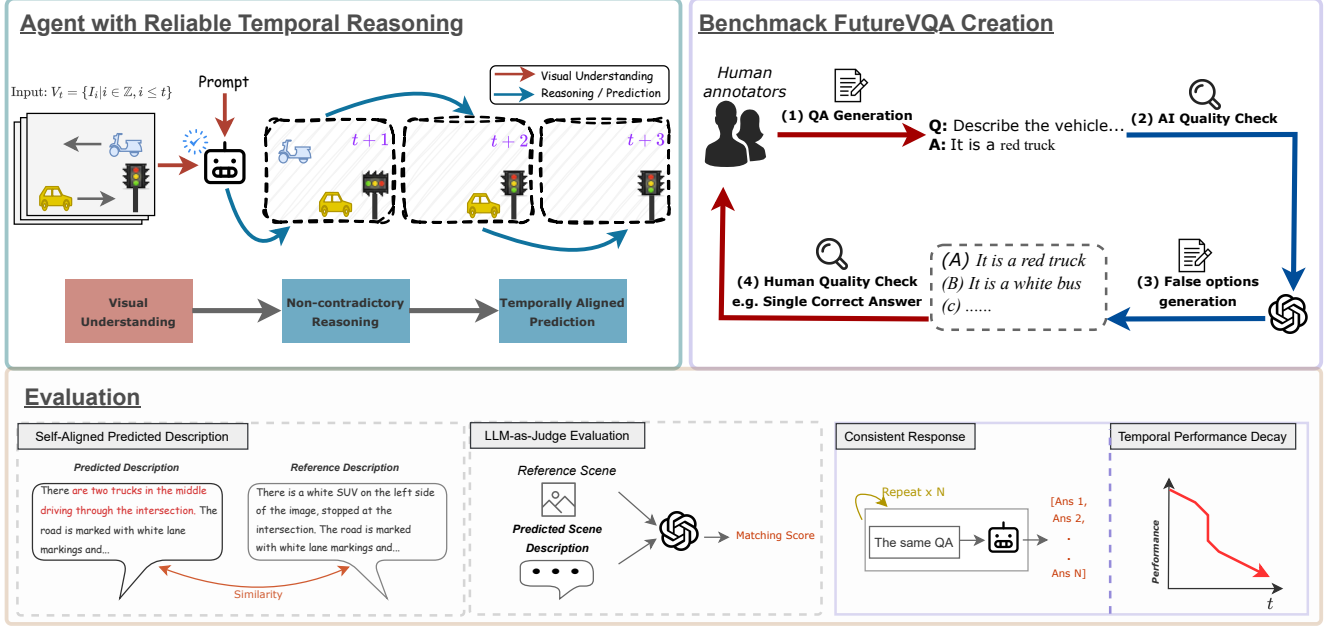 Agent with Reliable Temporal Reasoning
Input: $V_t = \{I_i | i \in \mathbb{Z}, i \leq t\}$
Prompt
Visual Understanding
Reasoning / Prediction
t + 1
t + 2
t + 3
Visual
Understanding
Non-contradictory
Reasoning
Temporally Aligned
Prediction
Benchmack FutureVQA Creation
Human
annotators
(1) QA Generation
Q: Describe the vehicle...
A: It is a red truck
(2) AI Quality Check
(3) False options
generation
(A) It is a red truck
(B) It is a white bus
(c) ......
(4) Human Quality Check
e.g. Single Correct Answer
Evaluation
Self-Aligned Predicted Description
Predicted Description
There are two trucks in the middle
driving through the intersection. The
road is marked with white lane
markings and...
Reference Description
There is a white SUV on the left side
of the image, stopped at the
intersection. The road is marked
with white lane markings and...
Similarity
LLM-as-Judge Evaluation
Reference Scene
Predicted Scene
Description
Matching Score
Consistent Response
Repeat x N
The same QA
[Ans 1,
Ans 2,
.
.
Ans N]
Temporal Performance Decay
Performance
t